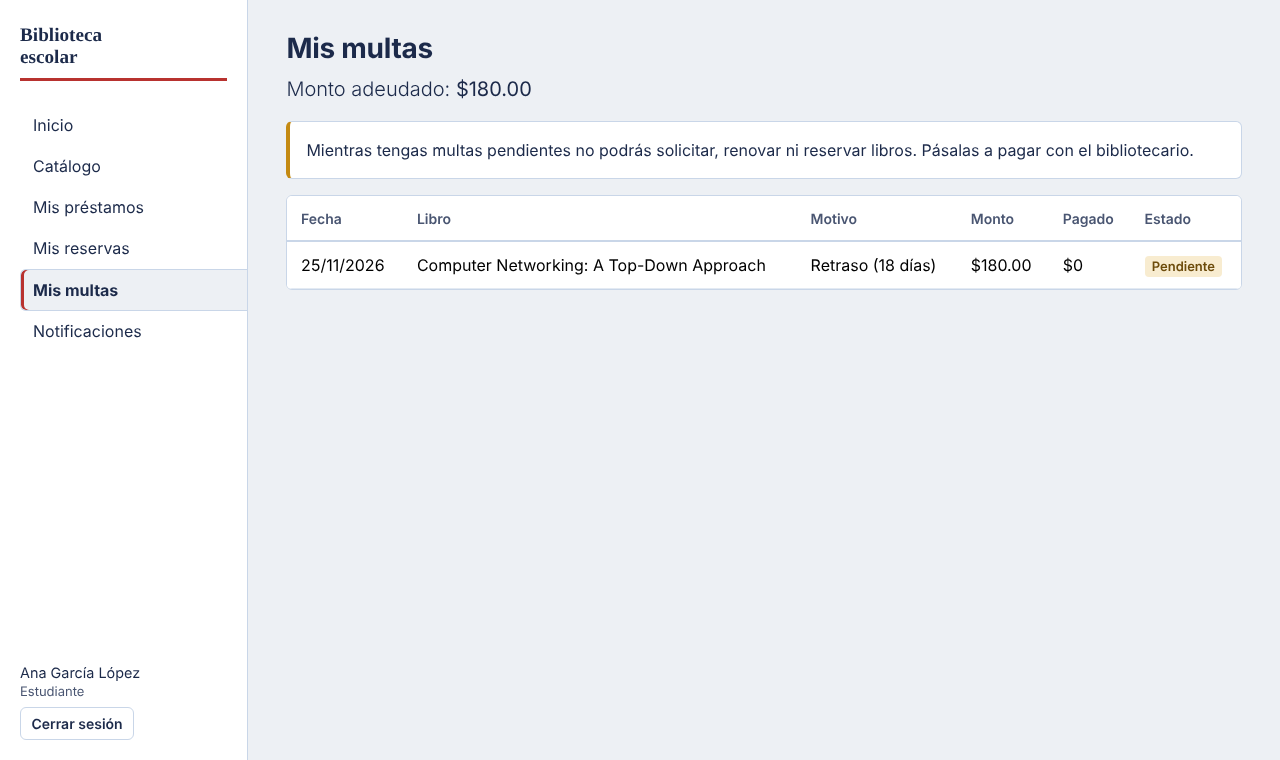 Biblioteca
escolar
Inicio
Catálogo
Mis préstamos
Mis reservas
Mis multas
Notificaciones
Ana García López
Estudiante
Cerrar sesión
Mis multas
Monto adeudado: $180.00
Mientras tengas multas pendientes no podrás solicitar, renovar ni reservar libros. Pásalas a pagar con el bibliotecario.
Fecha Libro Motivo Monto Pagado Estado
25/11/2026 Computer Networking: A Top-Down Approach Retraso (18 días) $180.00 $0 Pendiente